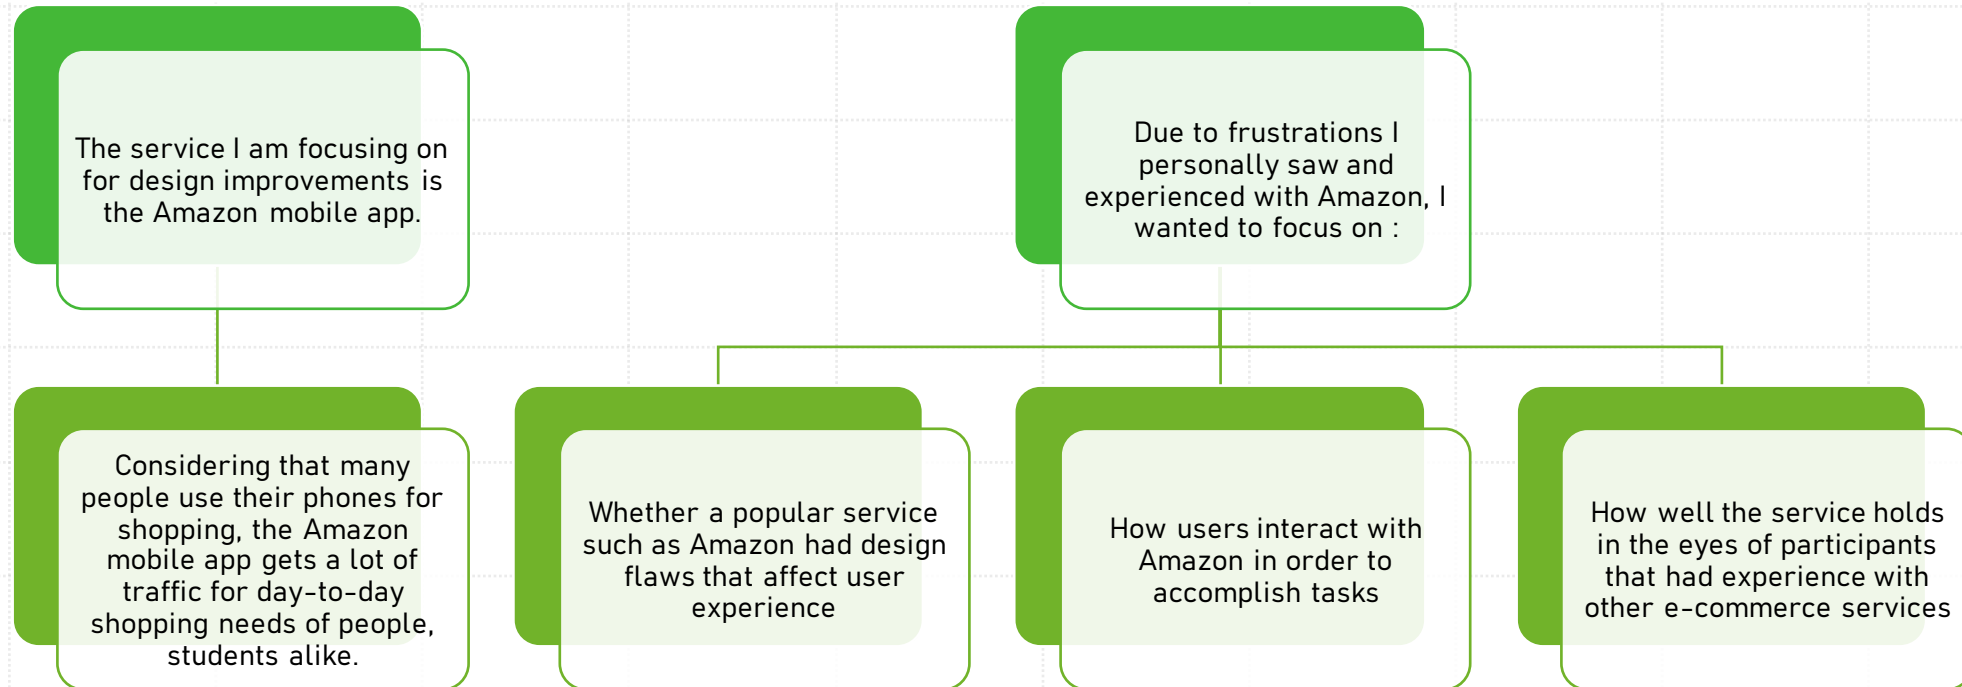 The service I am focusing on
for design improvements is
the Amazon mobile app.
Due to frustrations I
personally saw and
experienced with Amazon, I
wanted to focus on :
Considering that many
people use their phones for
shopping, the Amazon
mobile app gets a lot of
traffic for day-to-day
shopping needs of people,
students alike.
Whether a popular service
such as Amazon had design
flaws that affect user
experience
How users interact with
Amazon in order to
accomplish tasks
How well the service holds
in the eyes of participants
that had experience with
other e-commerce services